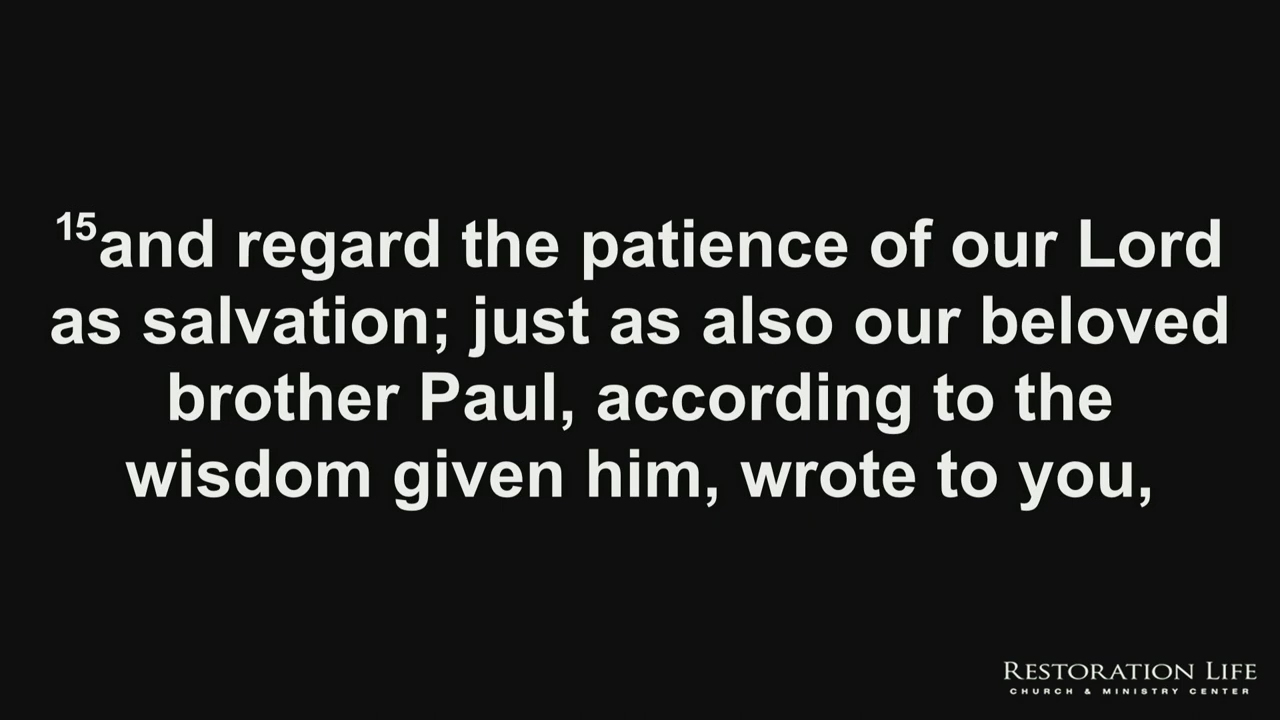 15and regard the patience of our Lord
as salvation; just as also our beloved
brother Paul, according to the
wisdom given him, wrote to you,
RESTORATION LIFE
CHURCH & MINISTRY CENTER